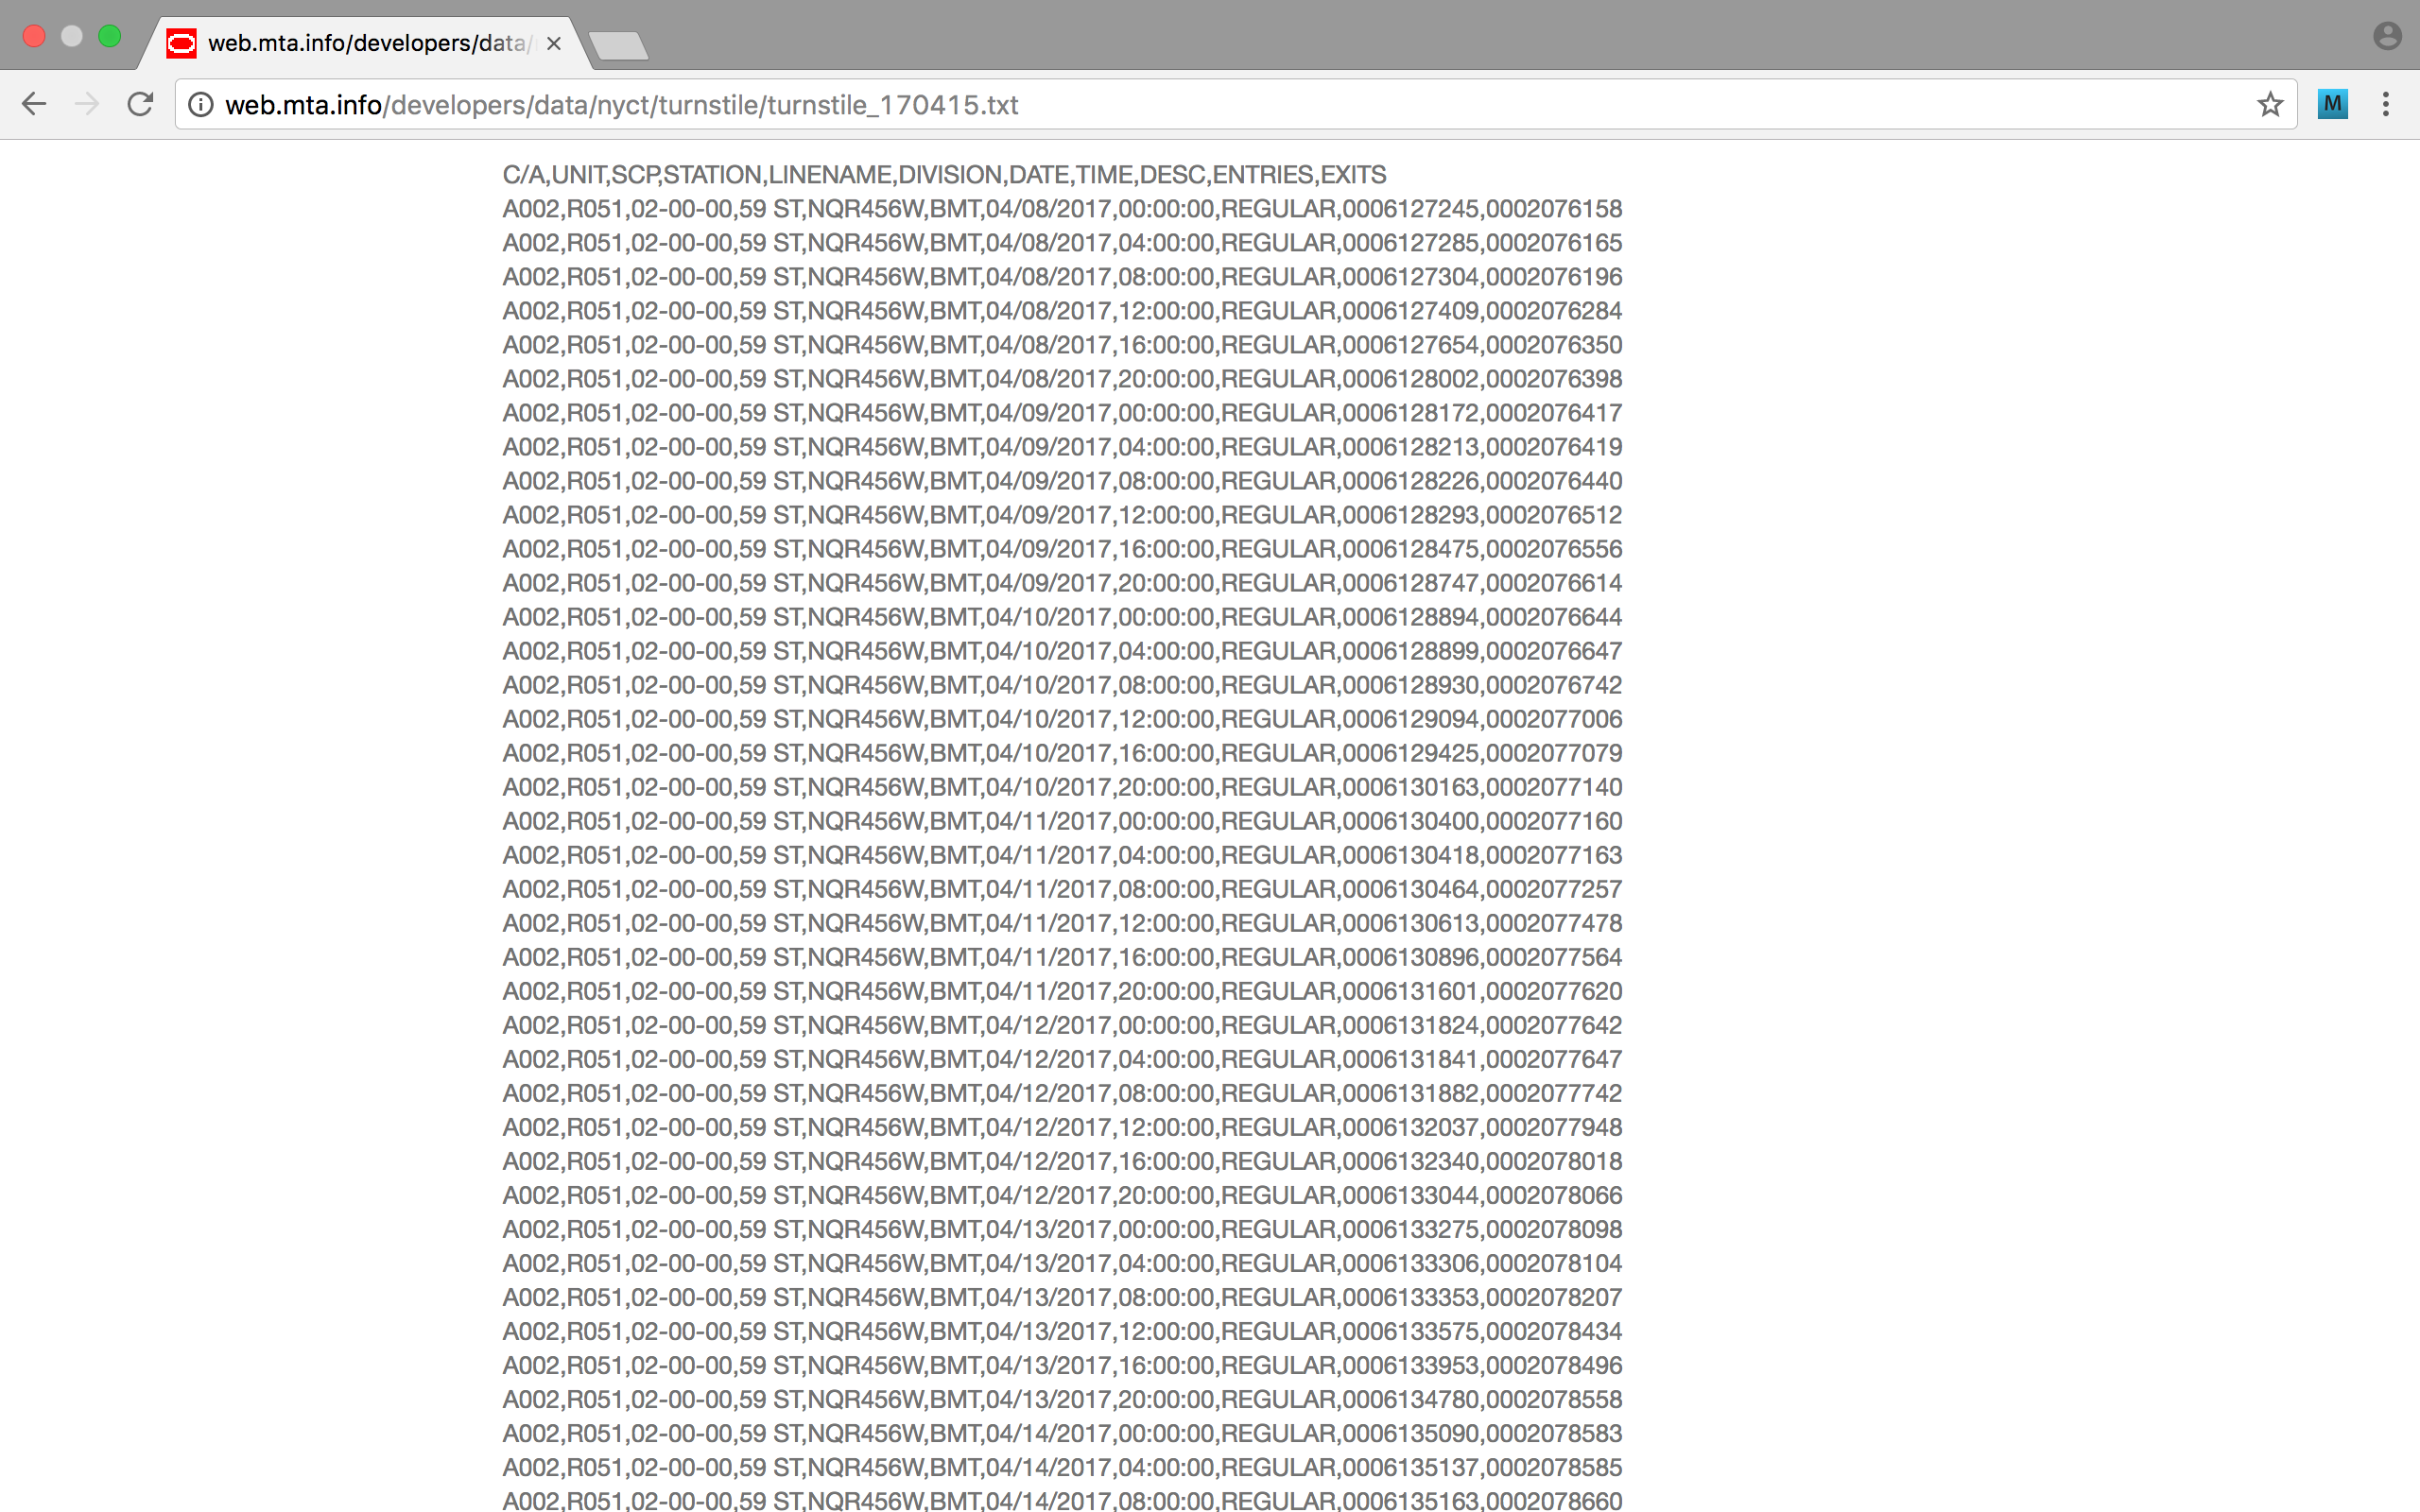 web.mta.info/developers/data/
web.mta.info/developers/data/nyct/turnstile/turnstile_170415.txt
M
C/A,UNIT,SCP,STATION,LINENAME,DIVISION,DATE,TIME,DESC,ENTRIES,EXITS
A002,R051,02-00-00,59 ST,NQR456W,BMT,04/08/2017,00:00:00,REGULAR,0006127245,0002076158
A002,R051,02-00-00,59 ST,NQR456W,BMT,04/08/2017,04:00:00,REGULAR,0006127285,0002076165
A002,R051,02-00-00,59 ST,NQR456W,BMT,04/08/2017,08:00:00,REGULAR,0006127304,0002076196
A002,R051,02-00-00,59 ST,NQR456W,BMT,04/08/2017,12:00:00,REGULAR,0006127409,0002076284
A002,R051,02-00-00,59 ST,NQR456W,BMT,04/08/2017,16:00:00,REGULAR,0006127654,0002076350
A002,R051,02-00-00,59 ST,NQR456W,BMT,04/08/2017,20:00:00,REGULAR,0006128002,0002076398
A002,R051,02-00-00,59 ST,NQR456W,BMT,04/09/2017,00:00:00,REGULAR,0006128172,0002076417
A002,R051,02-00-00,59 ST,NQR456W,BMT,04/09/2017,04:00:00,REGULAR,0006128213,0002076419
A002,R051,02-00-00,59 ST,NQR456W,BMT,04/09/2017,08:00:00,REGULAR,0006128226,0002076440
A002,R051,02-00-00,59 ST,NQR456W,BMT,04/09/2017,12:00:00,REGULAR,0006128293,0002076512
A002,R051,02-00-00,59 ST,NQR456W,BMT,04/09/2017,16:00:00,REGULAR,0006128475,0002076556
A002,R051,02-00-00,59 ST,NQR456W,BMT,04/09/2017,20:00:00,REGULAR,0006128747,0002076614
A002,R051,02-00-00,59 ST,NQR456W,BMT,04/10/2017,00:00:00,REGULAR,0006128894,0002076644
A002,R051,02-00-00,59 ST,NQR456W,BMT,04/10/2017,04:00:00,REGULAR,0006128899,0002076647
A002,R051,02-00-00,59 ST,NQR456W,BMT,04/10/2017,08:00:00,REGULAR,0006128930,0002076742
A002,R051,02-00-00,59 ST,NQR456W,BMT,04/10/2017,12:00:00,REGULAR,0006129094,0002077006
A002,R051,02-00-00,59 ST,NQR456W,BMT,04/10/2017,16:00:00,REGULAR,0006129425,0002077079
A002,R051,02-00-00,59 ST,NQR456W,BMT,04/10/2017,20:00:00,REGULAR,0006130163,0002077140
A002,R051,02-00-00,59 ST,NQR456W,BMT,04/11/2017,00:00:00,REGULAR,0006130400,0002077160
A002,R051,02-00-00,59 ST,NQR456W,BMT,04/11/2017,04:00:00,REGULAR,0006130418,0002077163
A002,R051,02-00-00,59 ST,NQR456W,BMT,04/11/2017,08:00:00,REGULAR,0006130464,0002077257
A002,R051,02-00-00,59 ST,NQR456W,BMT,04/11/2017,12:00:00,REGULAR,0006130613,0002077478
A002,R051,02-00-00,59 ST,NQR456W,BMT,04/11/2017,16:00:00,REGULAR,0006130896,0002077564
A002,R051,02-00-00,59 ST,NQR456W,BMT,04/11/2017,20:00:00,REGULAR,0006131601,0002077620
A002,R051,02-00-00,59 ST,NQR456W,BMT,04/12/2017,00:00:00,REGULAR,0006131824,0002077642
A002,R051,02-00-00,59 ST,NQR456W,BMT,04/12/2017,04:00:00,REGULAR,0006131841,0002077647
A002,R051,02-00-00,59 ST,NQR456W,BMT,04/12/2017,08:00:00,REGULAR,0006131882,0002077742
A002,R051,02-00-00,59 ST,NQR456W,BMT,04/12/2017,12:00:00,REGULAR,0006132037,0002077948
A002,R051,02-00-00,59 ST,NQR456W,BMT,04/12/2017,16:00:00,REGULAR,0006132340,0002078018
A002,R051,02-00-00,59 ST,NQR456W,BMT,04/12/2017,20:00:00,REGULAR,0006133044,0002078066
A002,R051,02-00-00,59 ST,NQR456W,BMT,04/13/2017,00:00:00,REGULAR,0006133275,0002078098
A002,R051,02-00-00,59 ST,NQR456W,BMT,04/13/2017,04:00:00,REGULAR,0006133306,0002078104
A002,R051,02-00-00,59 ST,NQR456W,BMT,04/13/2017,08:00:00,REGULAR,0006133353,0002078207
A002,R051,02-00-00,59 ST,NQR456W,BMT,04/13/2017,12:00:00,REGULAR,0006133575,0002078434
A002,R051,02-00-00,59 ST,NQR456W,BMT,04/13/2017,16:00:00,REGULAR,0006133953,0002078496
A002,R051,02-00-00,59 ST,NQR456W,BMT,04/13/2017,20:00:00,REGULAR,0006134780,0002078558
A002,R051,02-00-00,59 ST,NQR456W,BMT,04/14/2017,00:00:00,REGULAR,0006135090,0002078583
A002,R051,02-00-00,59 ST,NQR456W,BMT,04/14/2017,04:00:00,REGULAR,0006135137,0002078585
A002,R051,02-00-00,59 ST,NQR456W,BMT,04/14/2017,08:00:00,REGULAR,0006135163,0002078660